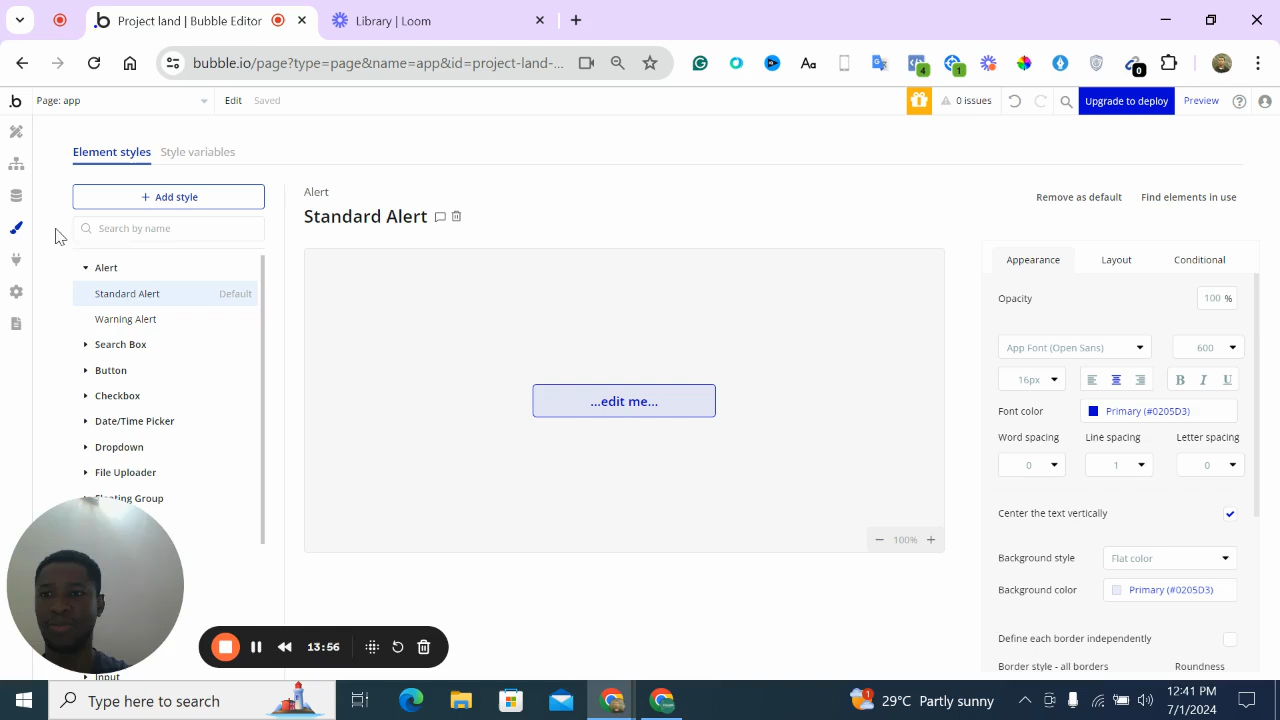 Project land | Bubble Editor
Library | Loom
bubble.io/page?type=page&name=app&id=project-land-...
Aa
4
1
0
Page: app
Edit
Saved
0 issues
Upgrade to deploy
Preview
Element styles
Style variables
+ Add style
Search by name
Alert
Standard Alert
Default
Warning Alert
Search Box
Button
Checkbox
Date/Time Picker
Dropdown
File Uploader
Floating Group
Input
Alert
Standard Alert
Remove as default
Find elements in use
...edit me...
100%
Appearance
Layout
Conditional
Opacity
100 %
App Font (Open Sans)
600
16px
B I U
Font color
Primary (#0205D3)
Word spacing
Line spacing
Letter spacing
0
1
0
Center the text vertically
Background style
Flat color
Background color
Primary (#0205D3)
Define each border independently
Border style - all borders
Roundness
13:56
Type here to search
1
29°C Partly sunny
12:41 PM
7/1/2024